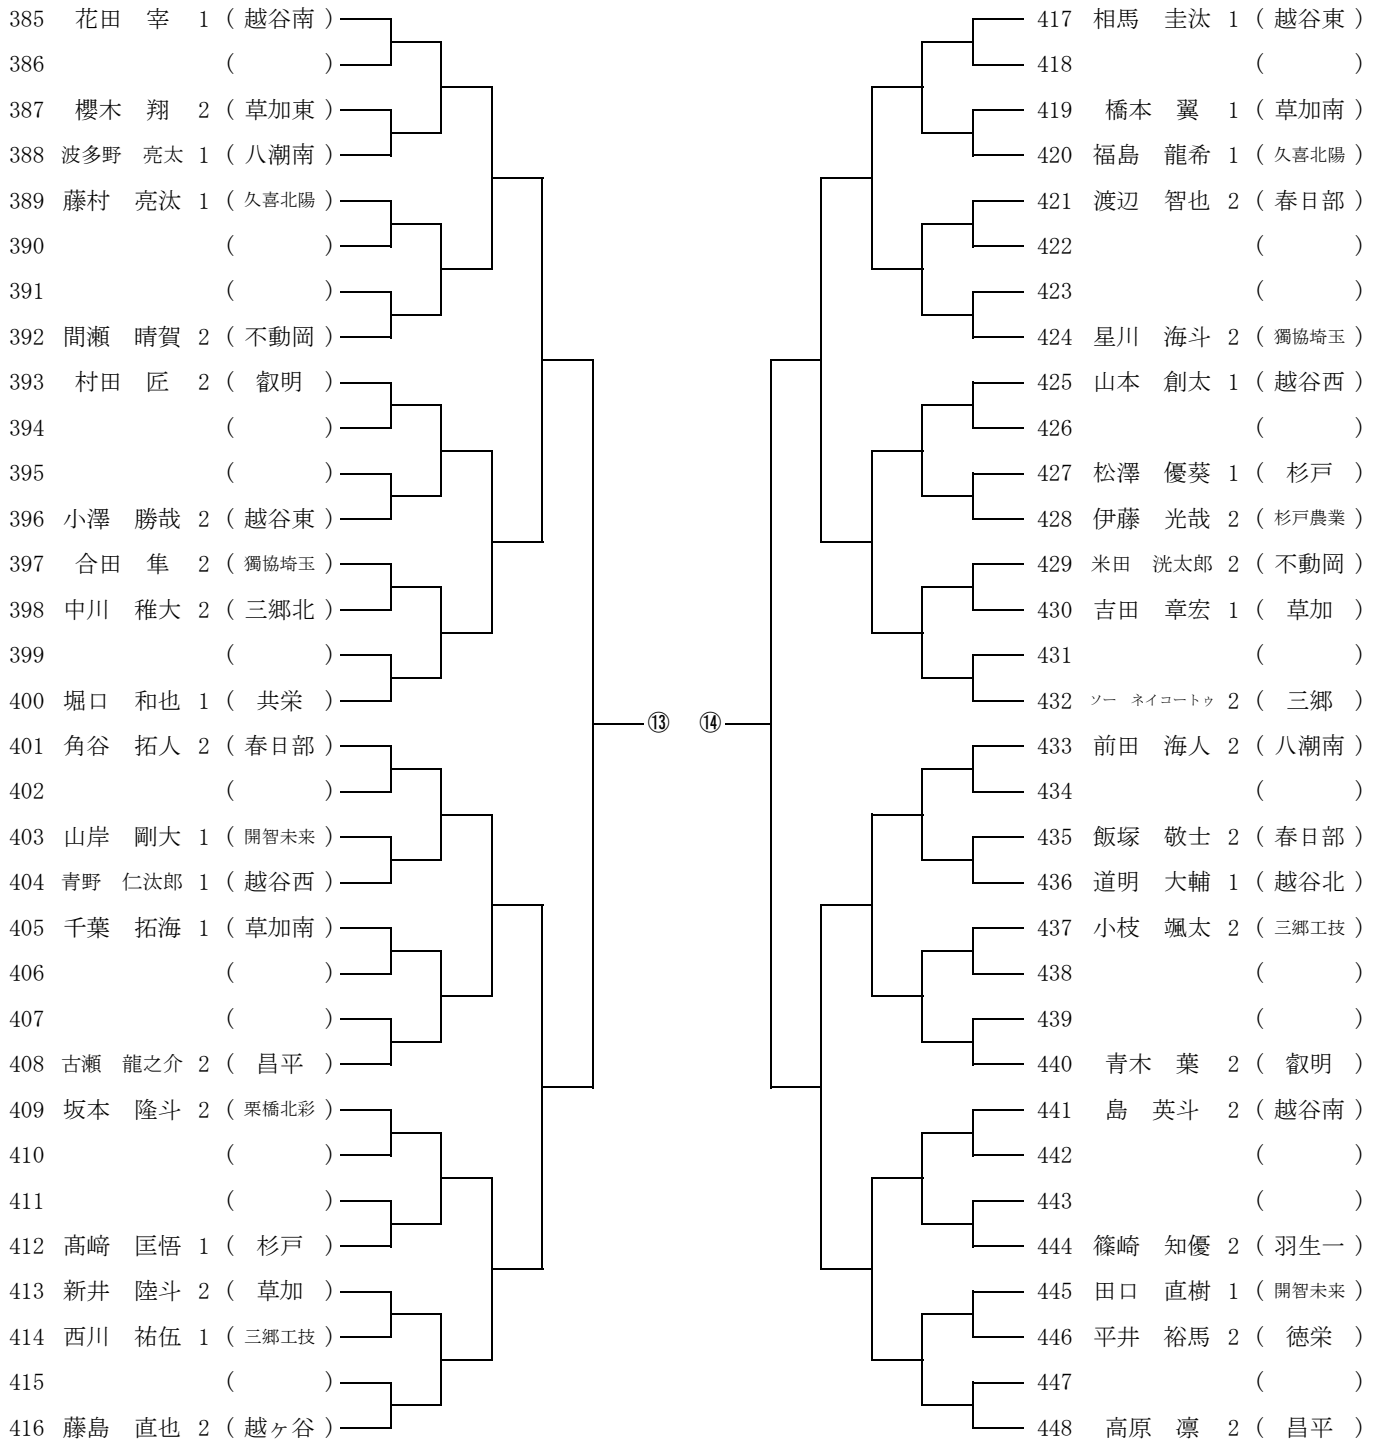 385 花田 宰 1 ( 越谷南 )
386 ( )
387 櫻木 翔 2 ( 草加東 )
388 波多野 亮太 1 ( 八潮南 )
389 藤村 亮汰 1 ( 久喜北陽 )
390 ( )
391 ( )
392 間瀬 晴賀 2 ( 不動岡 )
393 村田 匠 2 ( 叡明 )
394 ( )
395 ( )
396 小澤 勝哉 2 ( 越谷東 )
397 合田 隼 2 ( 獨協埼玉 )
398 中川 稚大 2 ( 三郷北 )
399 ( )
400 堀口 和也 1 ( 共栄 )
401 角谷 拓人 2 ( 春日部 )
402 ( )
403 山岸 剛大 1 ( 開智未来 )
404 青野 仁汰郎 1 ( 越谷西 )
405 千葉 拓海 1 ( 草加南 )
406 ( )
407 ( )
408 古瀬 龍之介 2 ( 昌平 )
409 坂本 隆斗 2 ( 栗橋北彩 )
410 ( )
411 ( )
412 髙﨑 匡悟 1 ( 杉戸 )
413 新井 陸斗 2 ( 草加 )
414 西川 祐伍 1 ( 三郷工技 )
415 ( )
416 藤島 直也 2 ( 越ヶ谷 )
⑬ ⑭
417 相馬 圭汰 1 ( 越谷東 )
418 ( )
419 橋本 翼 1 ( 草加南 )
420 福島 龍希 1 ( 久喜北陽 )
421 渡辺 智也 2 ( 春日部 )
422 ( )
423 ( )
424 星川 海斗 2 ( 獨協埼玉 )
425 山本 創太 1 ( 越谷西 )
426 ( )
427 松澤 優葵 1 ( 杉戸 )
428 伊藤 光哉 2 ( 杉戸農業 )
429 米田 洸太郎 2 ( 不動岡 )
430 吉田 章宏 1 ( 草加 )
431 ( )
432 ソー ネイコートゥ 2 ( 三郷 )
433 前田 海人 2 ( 八潮南 )
434 ( )
435 飯塚 敬士 2 ( 春日部 )
436 道明 大輔 1 ( 越谷北 )
437 小枝 颯太 2 ( 三郷工技 )
438 ( )
439 ( )
440 青木 葉 2 ( 叡明 )
441 島 英斗 2 ( 越谷南 )
442 ( )
443 ( )
444 篠崎 知優 2 ( 羽生一 )
445 田口 直樹 1 ( 開智未来 )
446 平井 裕馬 2 ( 徳栄 )
447 ( )
448 高原 凛 2 ( 昌平 )